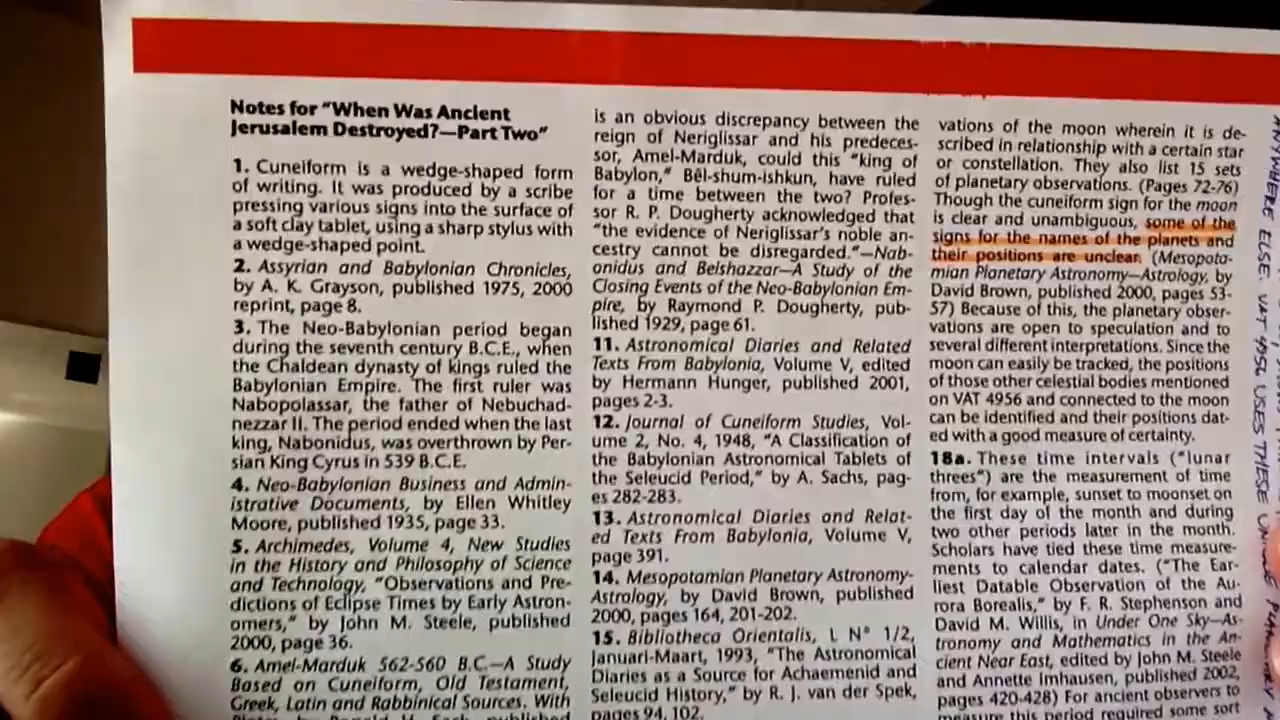 Notes for “When Was Ancient
Jerusalem Destroyed?—Part Two”
1. Cuneiform is a wedge-shaped form
of writing. It was produced by a scribe
pressing various signs into the surface of
a soft clay tablet, using a sharp stylus with
a wedge-shaped point.
2. Assyrian and Babylonian Chronicles,
by A. K. Grayson, published 1975, 2000
reprint, page 8.
3. The Neo-Babylonian period began
during the seventh century B.C.E., when
the Chaldean dynasty of kings ruled the
Babylonian Empire. The first ruler was
Nabopolassar, the father of Nebuchad-
nezzar II. The period ended when the last
king, Nabonidus, was overthrown by Per-
sian King Cyrus in 539 B.C.E.
4. Neo-Babylonian Business and Admin-
istrative Documents, by Ellen Whitley
Moore, published 1935, page 33.
5. Archimedes, Volume 4, New Studies
in the History and Philosophy of Science
and Technology, “Observations and Pre-
dictions of Eclipse Times by Early Astron-
omers,” by John M. Steele, published
2000, page 36.
6. Amel-Marduk 562-560 B.C.—A Study
Based on Cuneiform, Old Testament,
Greek, Latin and Rabbinical Sources. With
is an obvious discrepancy between the
reign of Neriglissar and his predeces-
sor, Amel-Marduk, could this “king of
Babylon,” Bêl-shum-ishkun, have ruled
for a time between the two? Profes-
sor R. P. Dougherty acknowledged that
“the evidence of Neriglissar’s noble an-
cestry cannot be disregarded.”—Nab-
onidus and Belshazzar—A Study of the
Closing Events of the Neo-Babylonian Em-
pire, by Raymond P. Dougherty, pub-
lished 1929, page 61.
11. Astronomical Diaries and Related
Texts From Babylonia, Volume V, edited
by Hermann Hunger, published 2001,
pages 2-3.
12. Journal of Cuneiform Studies, Vol-
ume 2, No. 4, 1948, “A Classification of
the Babylonian Astronomical Tablets of
the Seleucid Period,” by A. Sachs, pag-
es 282-283.
13. Astronomical Diaries and Relat-
ed Texts From Babylonia, Volume V,
page 391.
14. Mesopotamian Planetary Astronomy-
Astrology, by David Brown, published
2000, pages 164, 201-202.
15. Bibliotheca Orientalis, L N° 1/2,
Januari-Maart, 1993, “The Astronomical
Diaries as a Source for Achaemenid and
Seleucid History,” by R. J. van der Spek,
pages 94, 102.
vations of the moon wherein it is de-
scribed in relationship with a certain star
or constellation. They also list 15 sets
of planetary observations. (Pages 72-76)
Though the cuneiform sign for the moon
is clear and unambiguous, some of the
signs for the names of the planets and
their positions are unclear. (Mesopota-
mian Planetary Astronomy—Astrology, by
David Brown, published 2000, pages 53-
57) Because of this, the planetary obser-
vations are open to speculation and to
several different interpretations. Since the
moon can easily be tracked, the positions
of those other celestial bodies mentioned
on VAT 4956 and connected to the moon
can be identified and their positions dat-
ed with a good measure of certainty.
18a. These time intervals (“lunar
threes”) are the measurement of time
from, for example, sunset to moonset on
the first day of the month and during
two other periods later in the month.
Scholars have tied these time measure-
ments to calendar dates. (“The Ear-
liest Datable Observation of the Au-
rora Borealis,” by F. R. Stephenson and
David M. Willis, in Under One Sky—As-
tronomy and Mathematics in the An-
cient Near East, edited by John M. Steele
and Annette Imhausen, published 2002,
pages 420-428) For ancient observers to
measure this period required some sort
ANYWHERE ELSE. VAT 4956 USES THESE